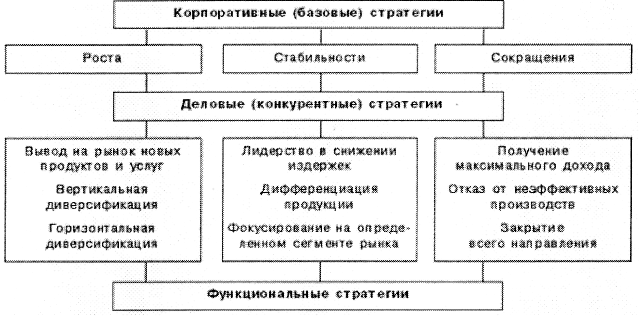 Корпоративные (базовые) стратегии
Роста
Стабильности
Сокращения
Деловые (конкурентные) стратегии
Вывод на рынок новых
продуктов и услуг
Вертикальная
диверсификация
Горизонтальная
диверсификация
Лидерство в снижении
издержек
Дифференциация
продукции
Фокусирование на опреде-
ленном сегменте рынка
Получение
максимального дохода
Отказ от неэффективных
производств
Закрытие
всего направления
Функциональные стратегии